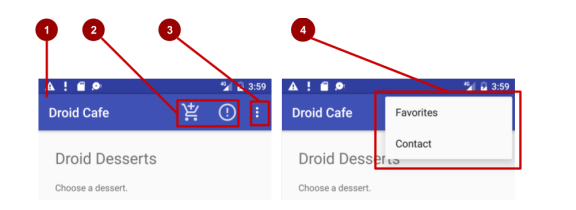 1 2 3 4
3:59 3:59
Droid Cafe Droid Cafe Favorites
Contact
Droid Desserts Droid Desserts
Choose a dessert. Choose a dessert.